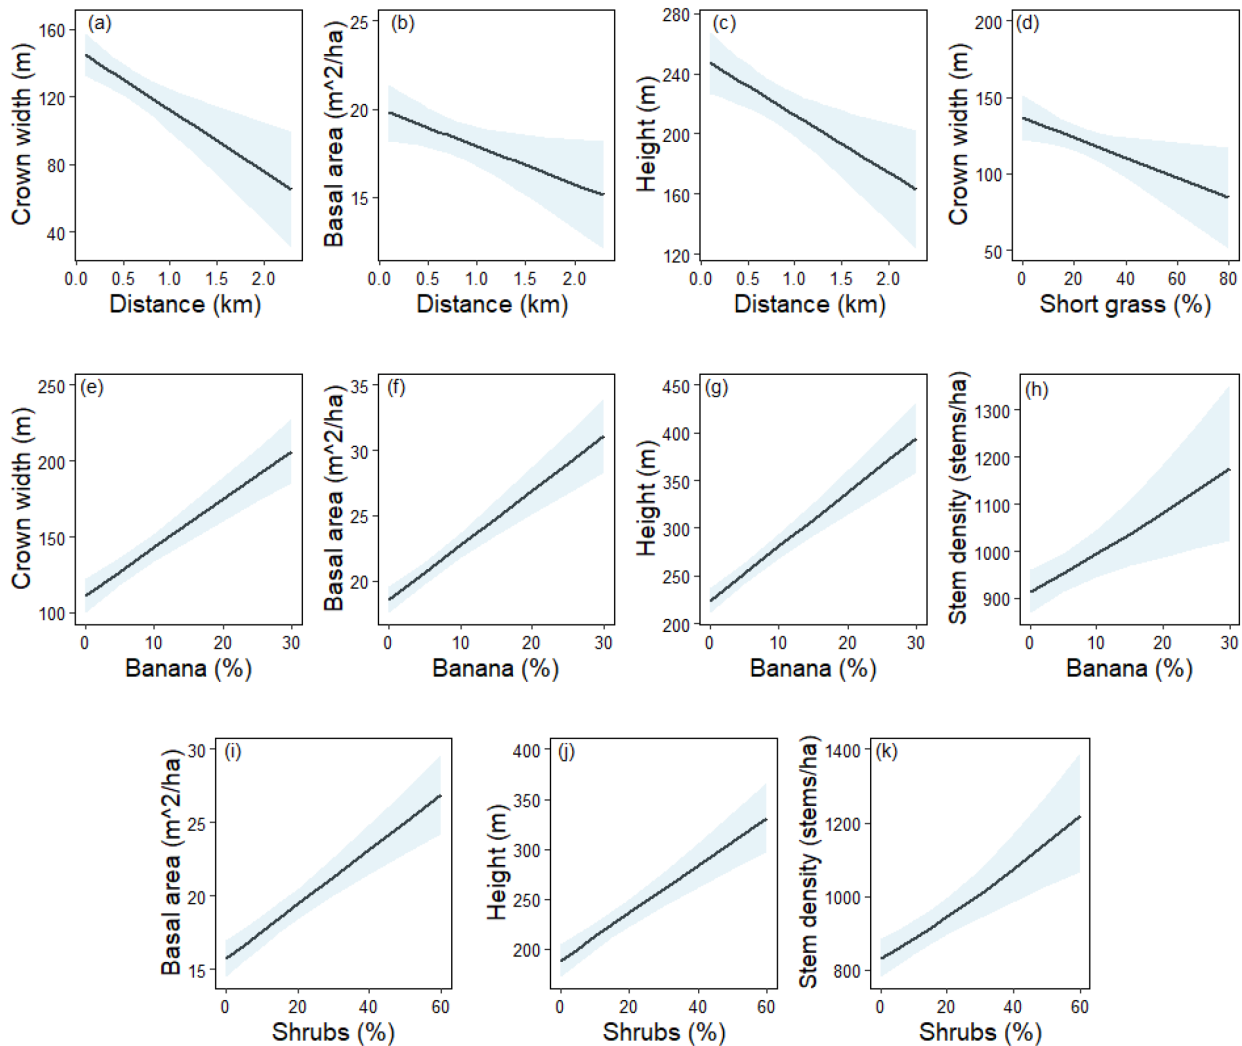 (a)
Crown width (m)
160
120
80
40
0.0 0.5 1.0 1.5 2.0
Distance (km)
(b)
Basal area (m^2/ha)
25
20
15
0.0 0.5 1.0 1.5 2.0
Distance (km)
(c)
Height (m)
280
240
200
160
120
0.0 0.5 1.0 1.5 2.0
Distance (km)
(d)
Crown width (m)
200
150
100
50
0 20 40 60 80
Short grass (%)
(e)
Crown width (m)
250
200
150
100
0 10 20 30
Banana (%)
(f)
Basal area (m^2/ha)
35
30
25
20
0 10 20 30
Banana (%)
(g)
Height (m)
450
400
350
300
250
200
0 10 20 30
Banana (%)
(h)
Stem density (stems/ha)
1300
1200
1100
1000
900
0 10 20 30
Banana (%)
(i)
Basal area (m^2/ha)
30
25
20
15
0 20 40 60
Shrubs (%)
(j)
Height (m)
400
350
300
250
200
0 20 40 60
Shrubs (%)
(k)
Stem density (stems/ha)
1400
1200
1000
800
0 20 40 60
Shrubs (%)